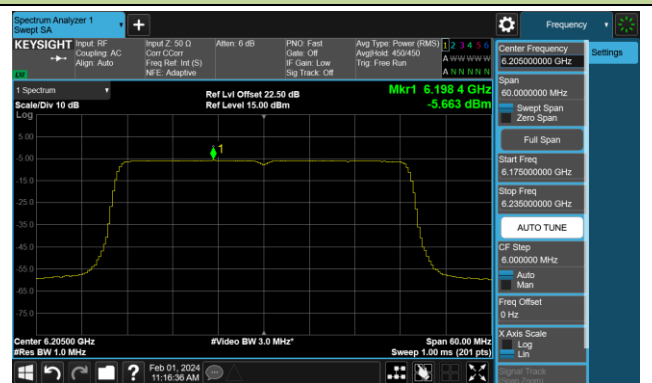 Spectrum Analyzer 1
Swept SA
Frequency
KEYSIGHT
Input: RF
Coupling: AC
Align: Auto
Input Z: 50 Ω
Corr CCorr
Freq Ref: Int (S)
NFE: Adaptive
Atten: 6 dB
PNO: Fast
Gate: Off
IF Gain: Low
Sig Track: Off
Avg Type: Power (RMS)
Avg|Hold: 450/450
Trig: Free Run
1 2 3 4 5 6
A W W W W W
A N N N N N
Center Frequency
6.205000000 GHz
Settings
Span
60.0000000 MHz
Swept Span
Zero Span
Full Span
Start Freq
6.175000000 GHz
Stop Freq
6.235000000 GHz
AUTO TUNE
CF Step
6.000000 MHz
Auto
Man
Freq Offset
0 Hz
X Axis Scale
Log
Lin
Signal Track
(Span Zoom)
1 Spectrum
Scale/Div 10 dB
Log
Ref Lvl Offset 22.50 dB
Ref Level 15.00 dBm
Mkr1 6.198 4 GHz
-5.663 dBm
1
5.00
-5.00
-15.0
-25.0
-35.0
-45.0
-55.0
-65.0
-75.0
Center 6.20500 GHz
#Res BW 1.0 MHz
#Video BW 3.0 MHz*
Span 60.00 MHz
Sweep 1.00 ms (201 pts)
?
Feb 01, 2024
11:16:36 AM